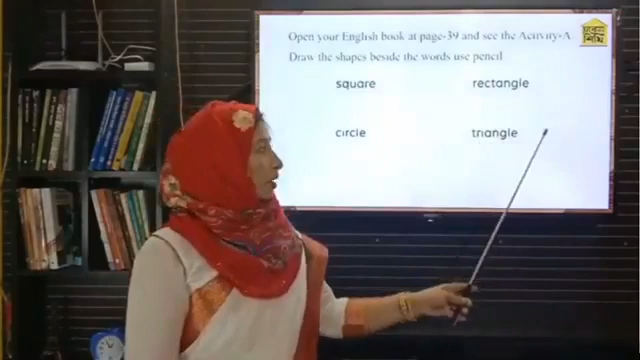 Open your English book at page-39 and see the Activity-A.
Draw the shapes beside the words use pencil
square rectangle
circle triangle